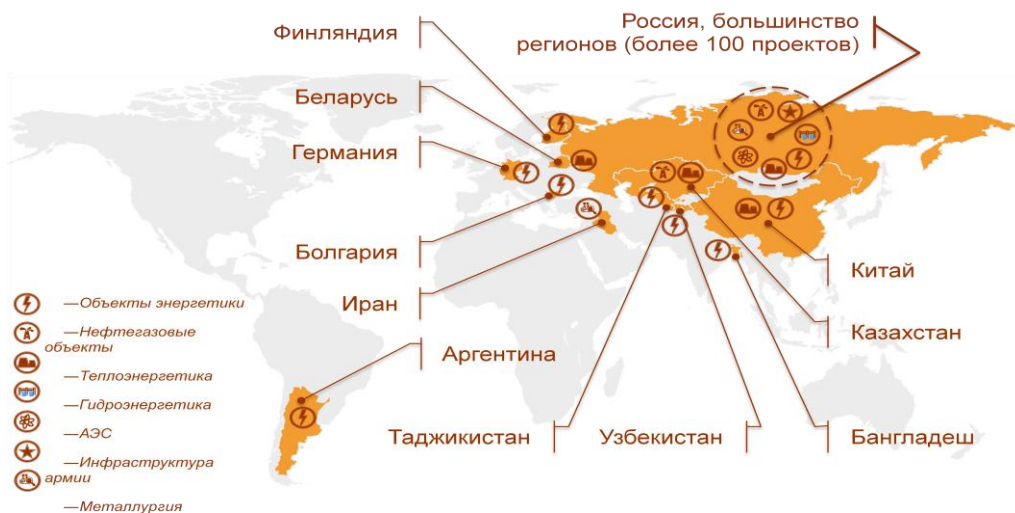 Финляндия
Россия, большинство
регионов (более 100 проектов)
Беларусь
Германия
Болгария
Иран
Китай
Казахстан
Аргентина
Таджикистан
Узбекистан
Бангладеш
—Объекты энергетики
—Нефтегазовые
объекты
—Теплоэнергетика
—Гидроэнергетика
—АЭС
—Инфраструктура
армии
—Металлургия